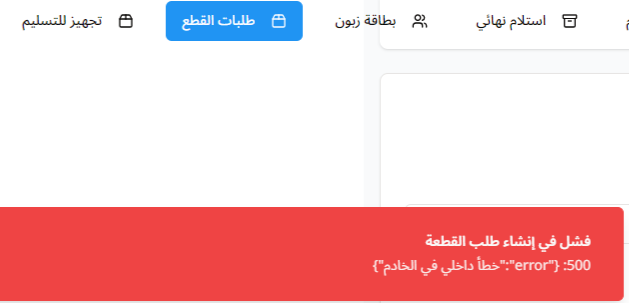 استلام نهائي
بطاقة زبون
طلبات القطع
تجهيز للتسليم
فشل في إنشاء طلب القطعة
500: {"error":"خطأ داخلي في الخادم"}